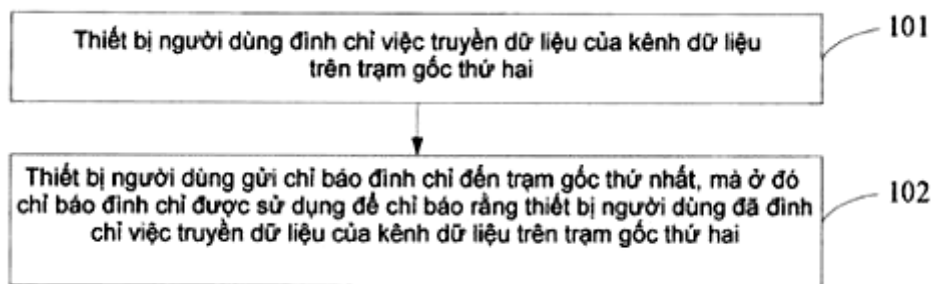 Thiết bị người dùng đình chỉ việc truyền dữ liệu của kênh dữ liệu
trên trạm gốc thứ hai
101
Thiết bị người dùng gửi chỉ báo đình chỉ đến trạm gốc thứ nhất, mà ở đó
chỉ báo đình chỉ được sử dụng để chỉ báo rằng thiết bị người dùng đã đình
chỉ việc truyền dữ liệu của kênh dữ liệu trên trạm gốc thứ hai
102